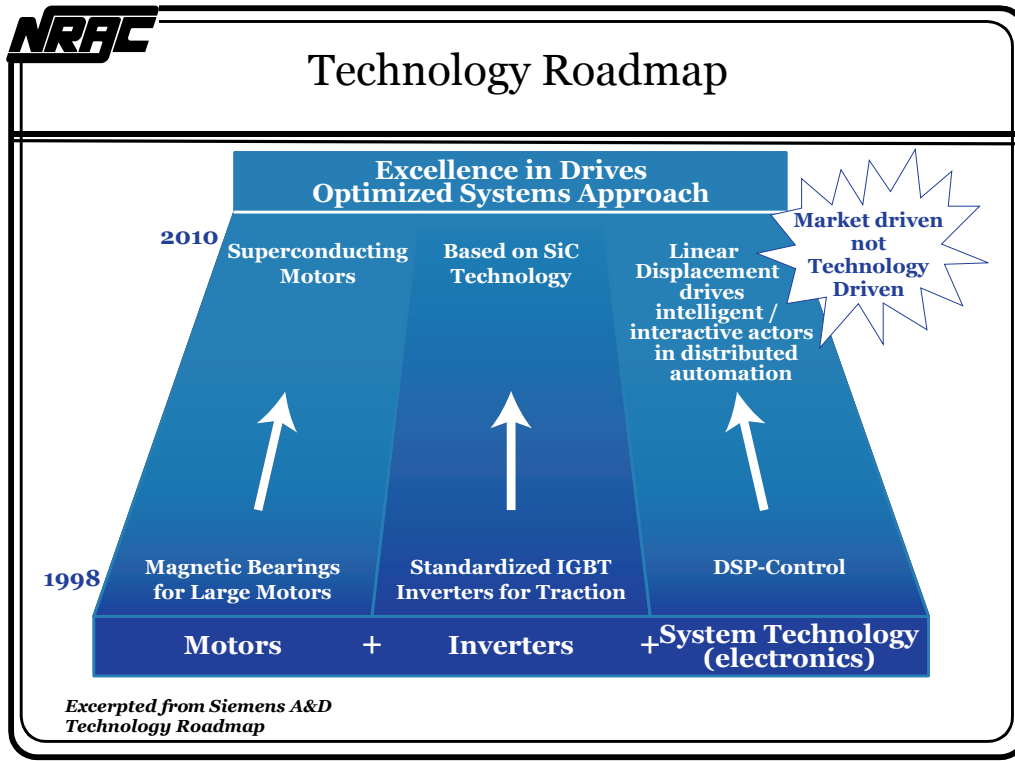 NRAC
Technology Roadmap
Excellence in Drives
Optimized Systems Approach
Market driven
not
Technology
Driven
2010
Superconducting
Motors
Based on SiC
Technology
Linear
Displacement
drives
intelligent /
interactive actors
in distributed
automation
1998
Magnetic Bearings
for Large Motors
Standardized IGBT
Inverters for Traction
DSP-Control
Motors + Inverters + System Technology
(electronics)
Excerpted from Siemens A&D
Technology Roadmap